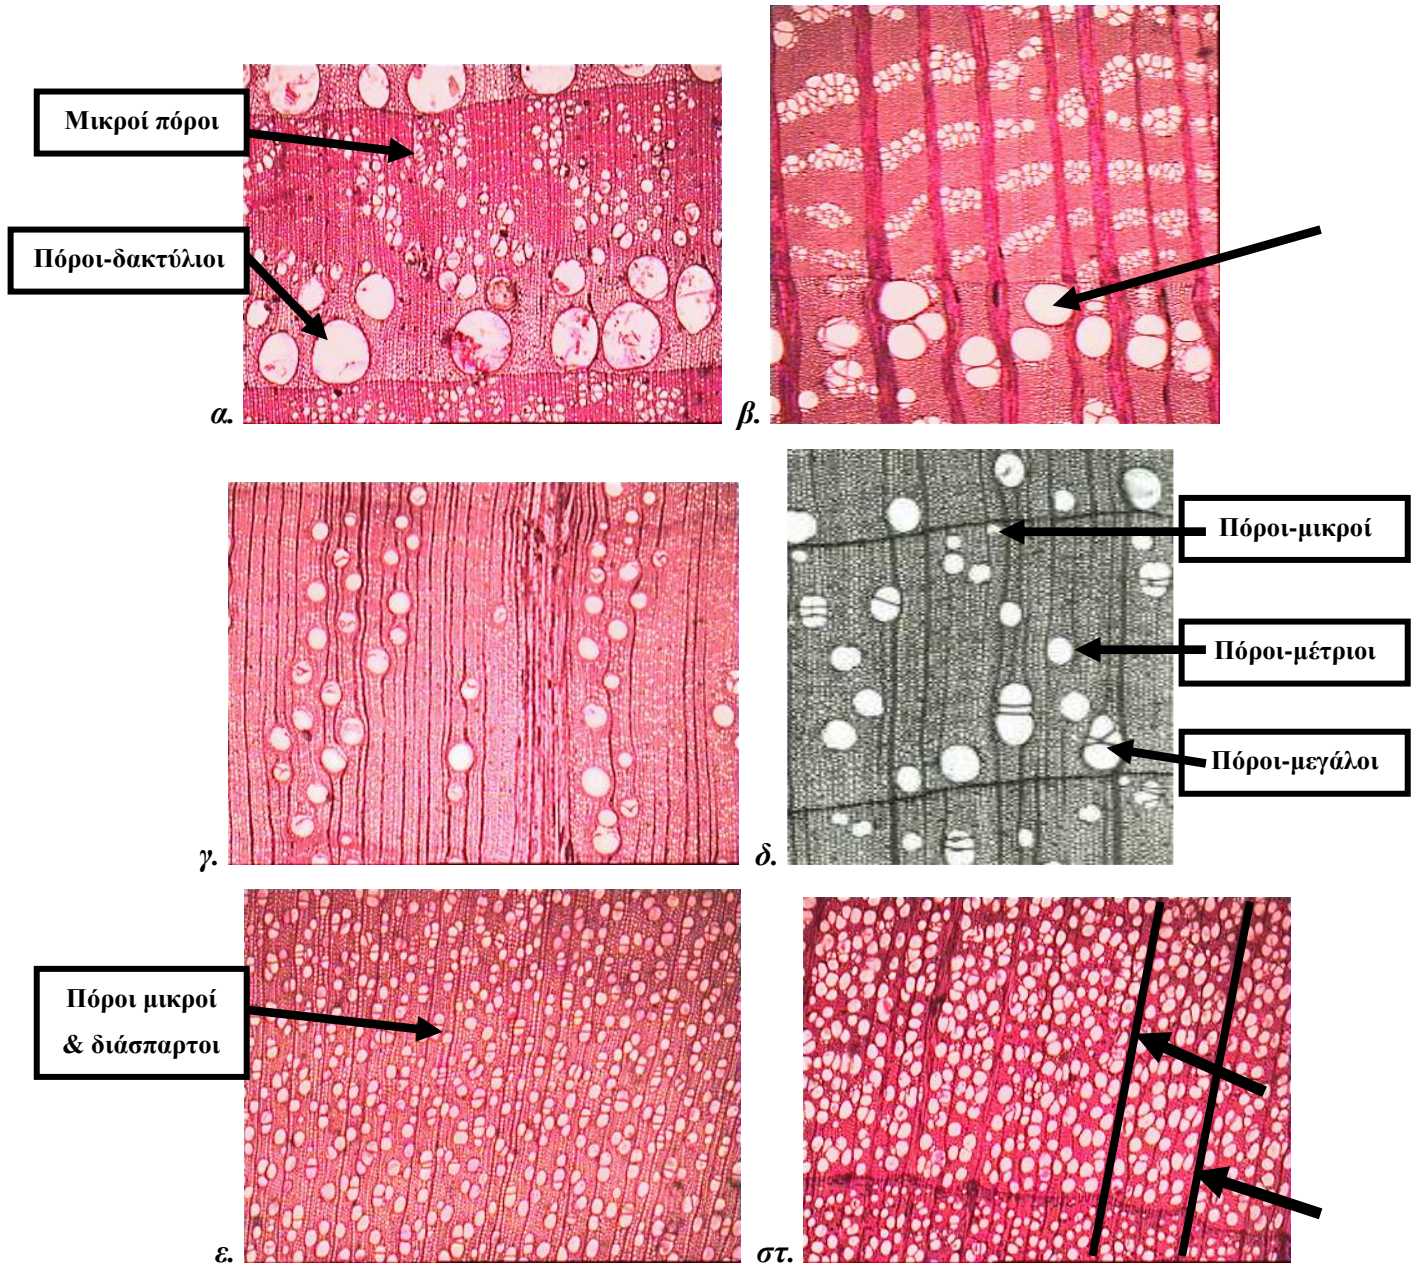 Μικροί πόροι
Πόροι-δακτύλιοι
α.
β.
Πόροι-μικροί
Πόροι-μέτριοι
Πόροι-μεγάλοι
γ.
δ.
Πόροι μικροί
& διάσπαρτοι
ε.
στ.